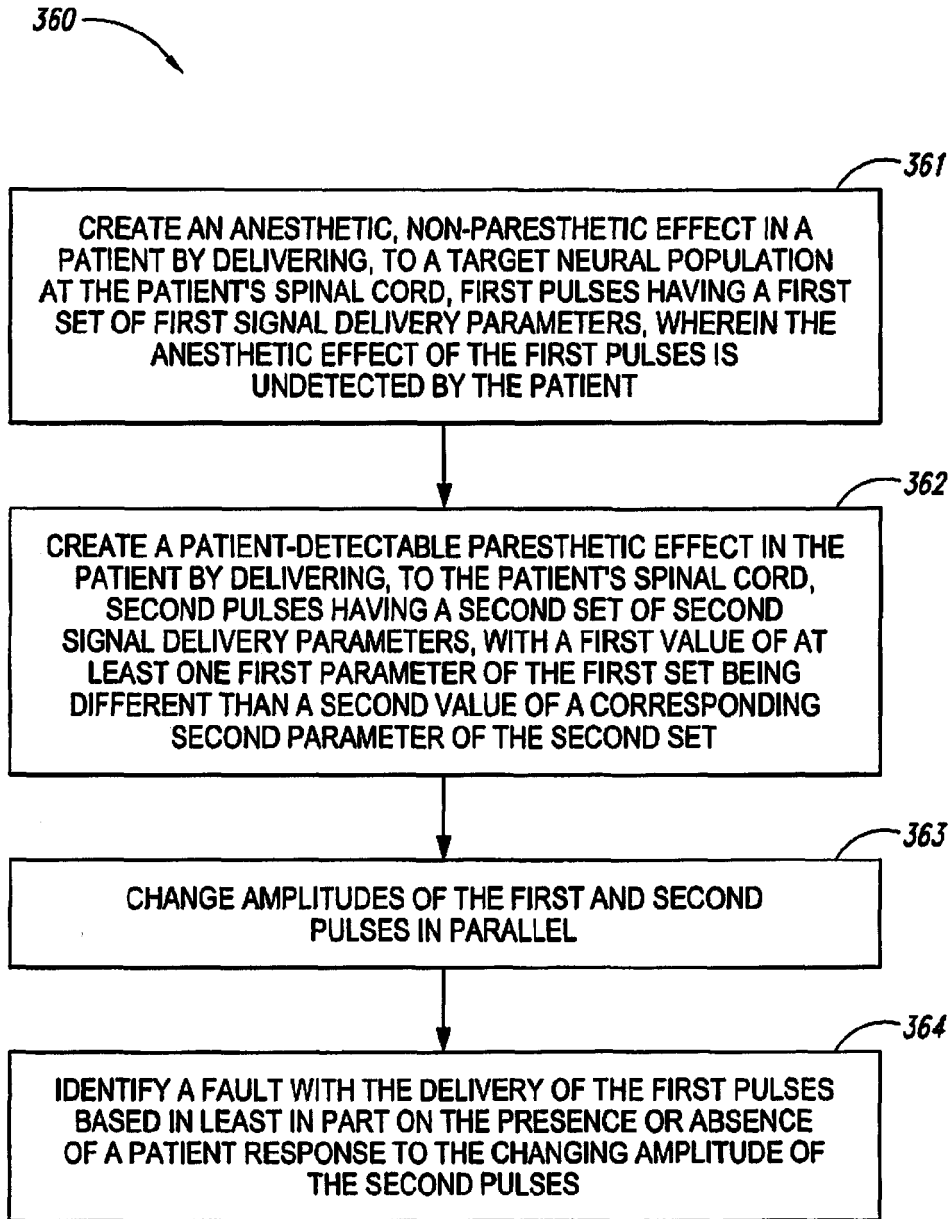 360
361
CREATE AN ANESTHETIC, NON-PARESTHETIC EFFECT IN A
PATIENT BY DELIVERING, TO A TARGET NEURAL POPULATION
AT THE PATIENT'S SPINAL CORD, FIRST PULSES HAVING A FIRST
SET OF FIRST SIGNAL DELIVERY PARAMETERS, WHEREIN THE
ANESTHETIC EFFECT OF THE FIRST PULSES IS
UNDETECTED BY THE PATIENT
362
CREATE A PATIENT-DETECTABLE PARESTHETIC EFFECT IN THE
PATIENT BY DELIVERING, TO THE PATIENT'S SPINAL CORD,
SECOND PULSES HAVING A SECOND SET OF SECOND
SIGNAL DELIVERY PARAMETERS, WITH A FIRST VALUE OF AT
LEAST ONE FIRST PARAMETER OF THE FIRST SET BEING
DIFFERENT THAN A SECOND VALUE OF A CORRESPONDING
SECOND PARAMETER OF THE SECOND SET
363
CHANGE AMPLITUDES OF THE FIRST AND SECOND
PULSES IN PARALLEL
364
IDENTIFY A FAULT WITH THE DELIVERY OF THE FIRST PULSES
BASED IN LEAST IN PART ON THE PRESENCE OR ABSENCE
OF A PATIENT RESPONSE TO THE CHANGING AMPLITUDE OF
THE SECOND PULSES